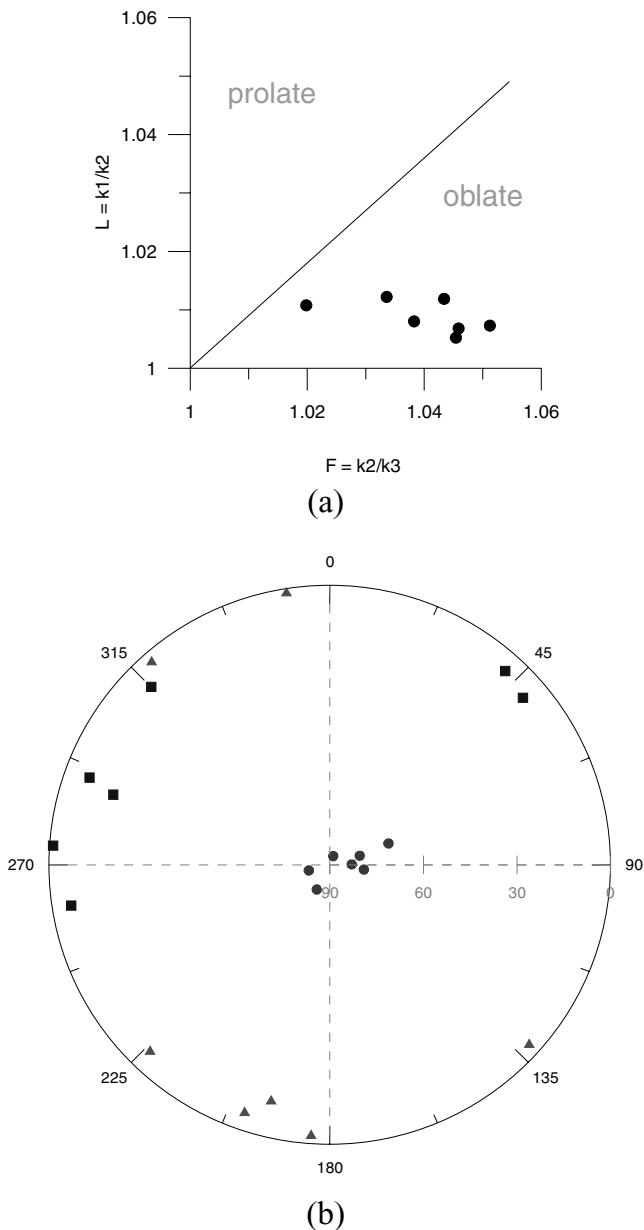 1.06
prolate
1.04
L = k1/k2
oblate
1.02
1
1 1.02 1.04 1.06
F = k2/k3
(a)
0
315 45
270 90
90 60 30 0
225 135
180
(b)